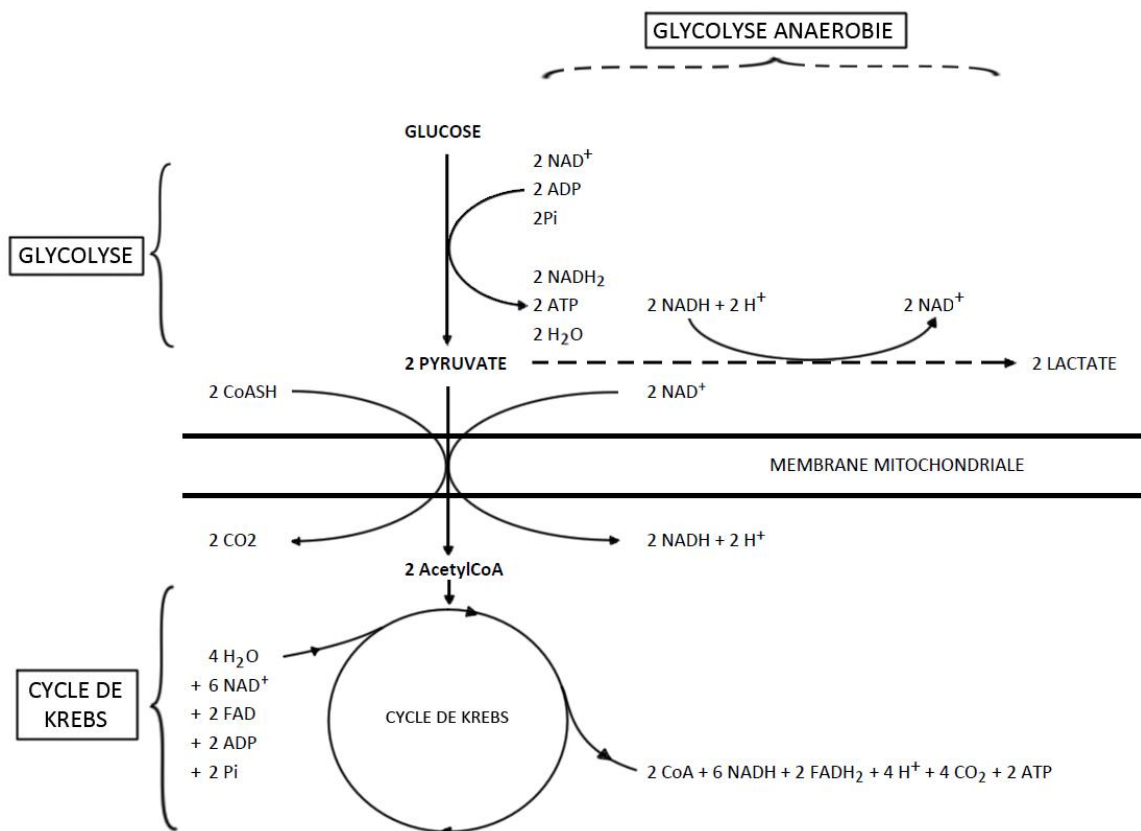 GLYCOLYSE ANAEROBIE
GLUCOSE
2 NAD⁺
2 ADP
2Pi
GLYCOLYSE
2 NADH₂
2 ATP
2 H₂O
2 NADH + 2 H⁺
2 NAD⁺
2 PYRUVATE
2 LACTATE
2 CoASH
2 NAD⁺
MEMBRANE MITOCHONDRIALE
2 CO2
2 NADH + 2 H⁺
2 AcetylCoA
CYCLE DE
KREBS
4 H₂O
+ 6 NAD⁺
+ 2 FAD
+ 2 ADP
+ 2 Pi
CYCLE DE KREBS
2 CoA + 6 NADH + 2 FADH₂ + 4 H⁺ + 4 CO₂ + 2 ATP